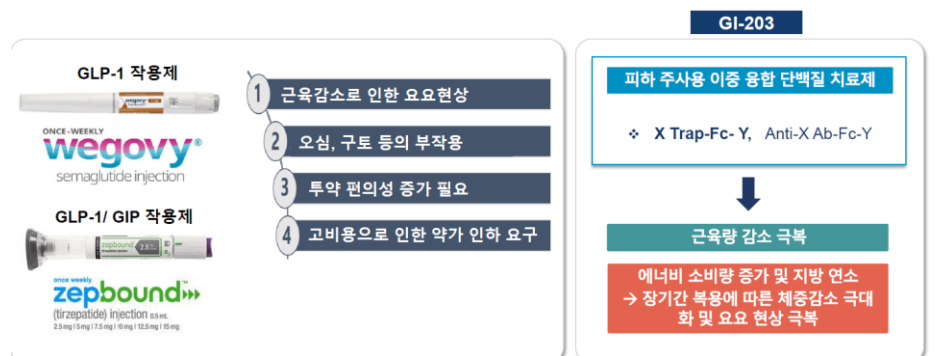 GI-203
GLP-1 작용제
wegovy
ONCE-WEEKLY
wegovy®
semaglutide injection
GLP-1/ GIP 작용제
zepbound
2.5
once weekly
zepbound™
(tirzepatide) injection 0.5 mL
2.5 mg | 5 mg | 7.5 mg | 10 mg | 12.5 mg | 15 mg
1 근육감소로 인한 요요현상
2 오심, 구토 등의 부작용
3 투약 편의성 증가 필요
4 고비용으로 인한 약가 인하 요구
피하 주사용 이중 융합 단백질 치료제
❖ X Trap-Fc- Y, Anti-X Ab-Fc-Y
근육량 감소 극복
에너비 소비량 증가 및 지방 연소
→ 장기간 복용에 따른 체중감소 극대
화 및 요요 현상 극복